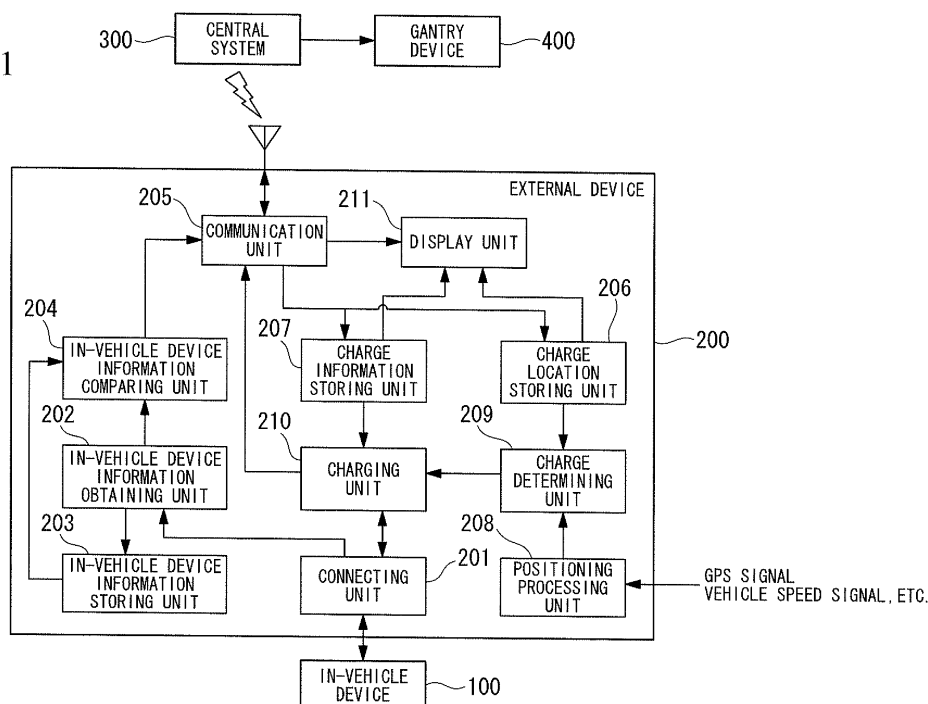 300
CENTRAL
SYSTEM
GANTRY
DEVICE
400
1
EXTERNAL DEVICE
205
COMMUNICATION
UNIT
211
DISPLAY UNIT
204
IN-VEHICLE DEVICE
INFORMATION
COMPARING UNIT
207
CHARGE
INFORMATION
STORING UNIT
206
CHARGE
LOCATION
STORING UNIT
200
202
IN-VEHICLE DEVICE
INFORMATION
OBTAINING UNIT
210
CHARGING
UNIT
209
CHARGE
DETERMINING
UNIT
203
IN-VEHICLE DEVICE
INFORMATION
STORING UNIT
CONNECTING
UNIT
201
208
POSITIONING
PROCESSING
UNIT
GPS SIGNAL
VEHICLE SPEED SIGNAL, ETC.
IN-VEHICLE
DEVICE
100